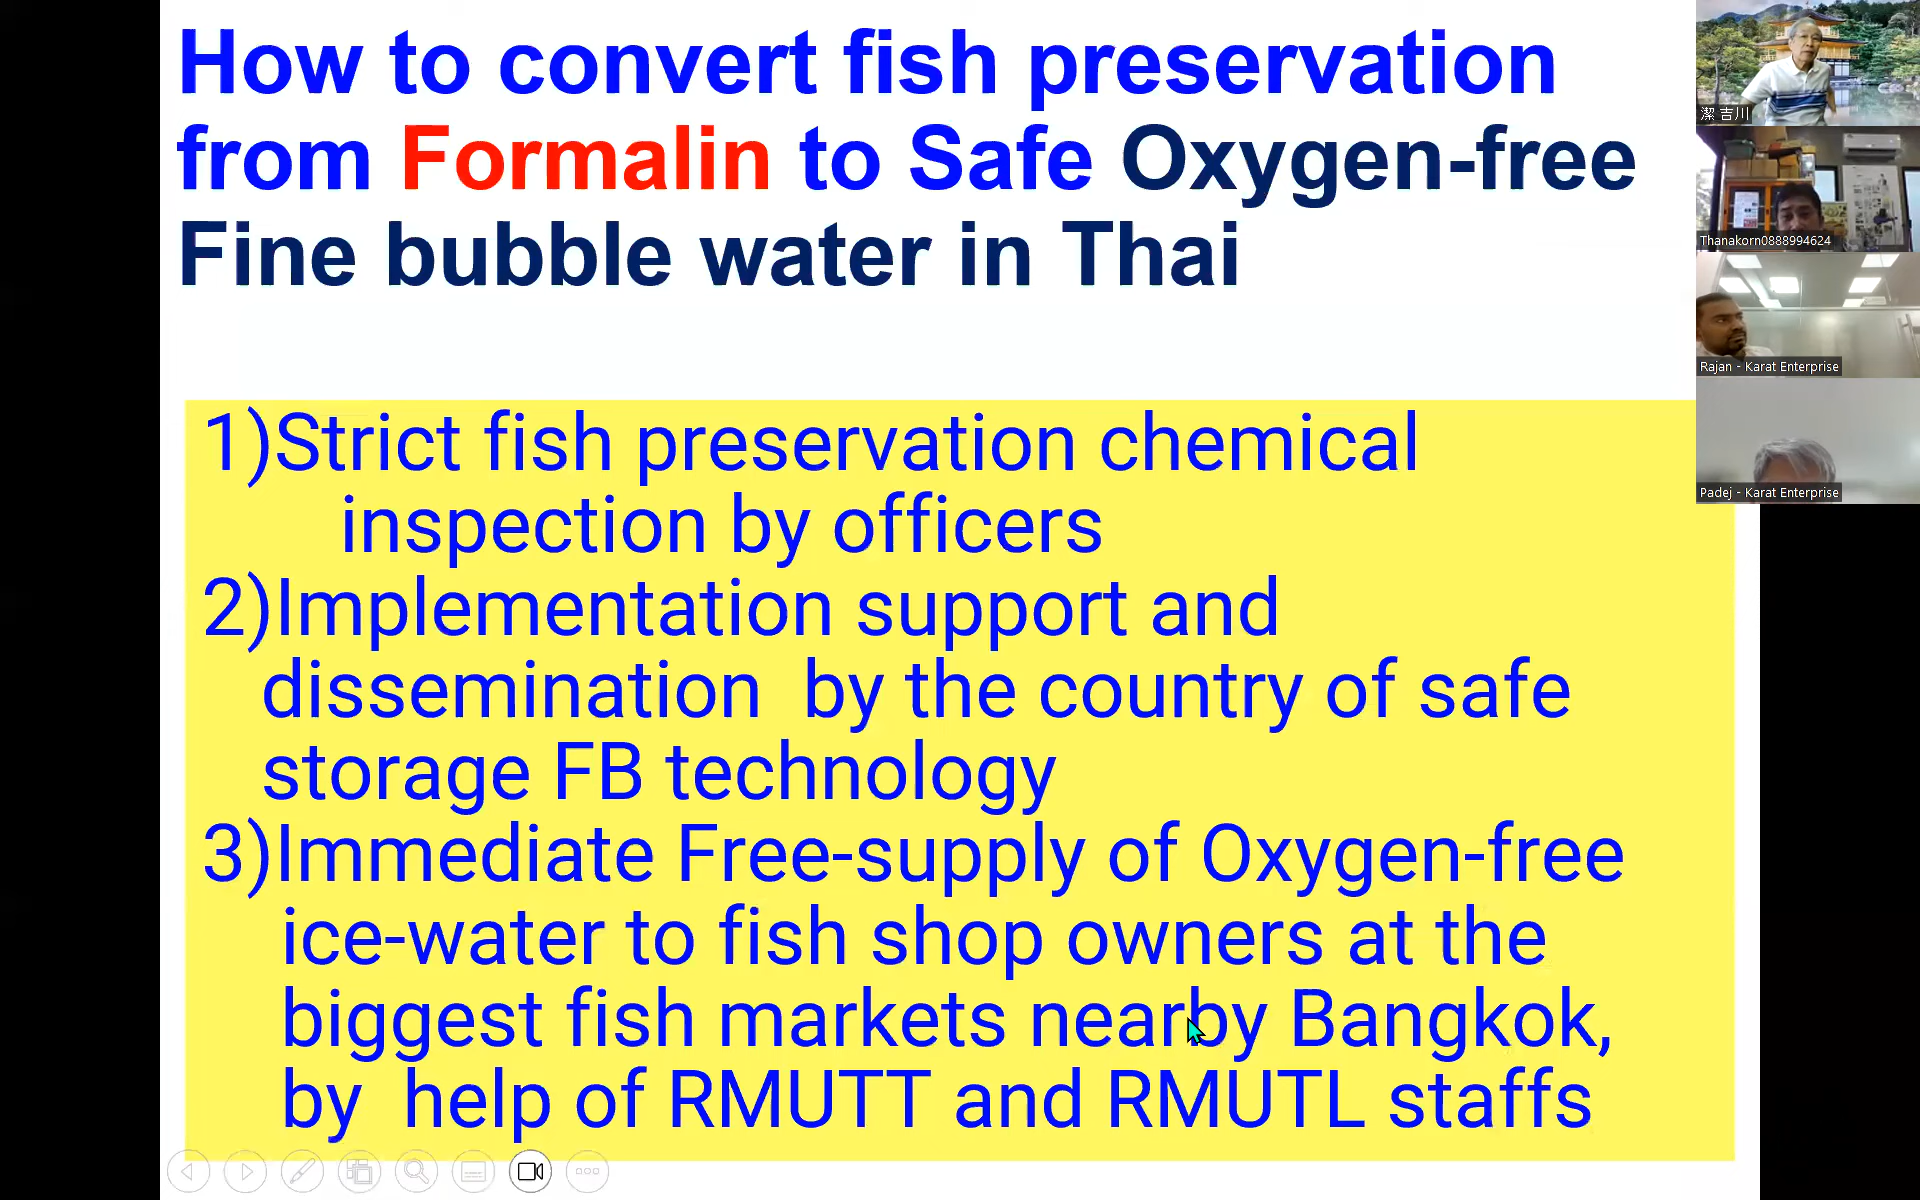 How to convert fish preservation
from Formalin to Safe Oxygen-free
Fine bubble water in Thai
1)Strict fish preservation chemical
inspection by officers
2)Implementation support and
dissemination by the country of safe
storage FB technology
3)Immediate Free-supply of Oxygen-free
ice-water to fish shop owners at the
biggest fish markets nearby Bangkok,
by help of RMUTT and RMUTL staffs
潔 吉川
Thanakorn0888994624
Rajan - Karat Enterprise
Padej - Karat Enterprise